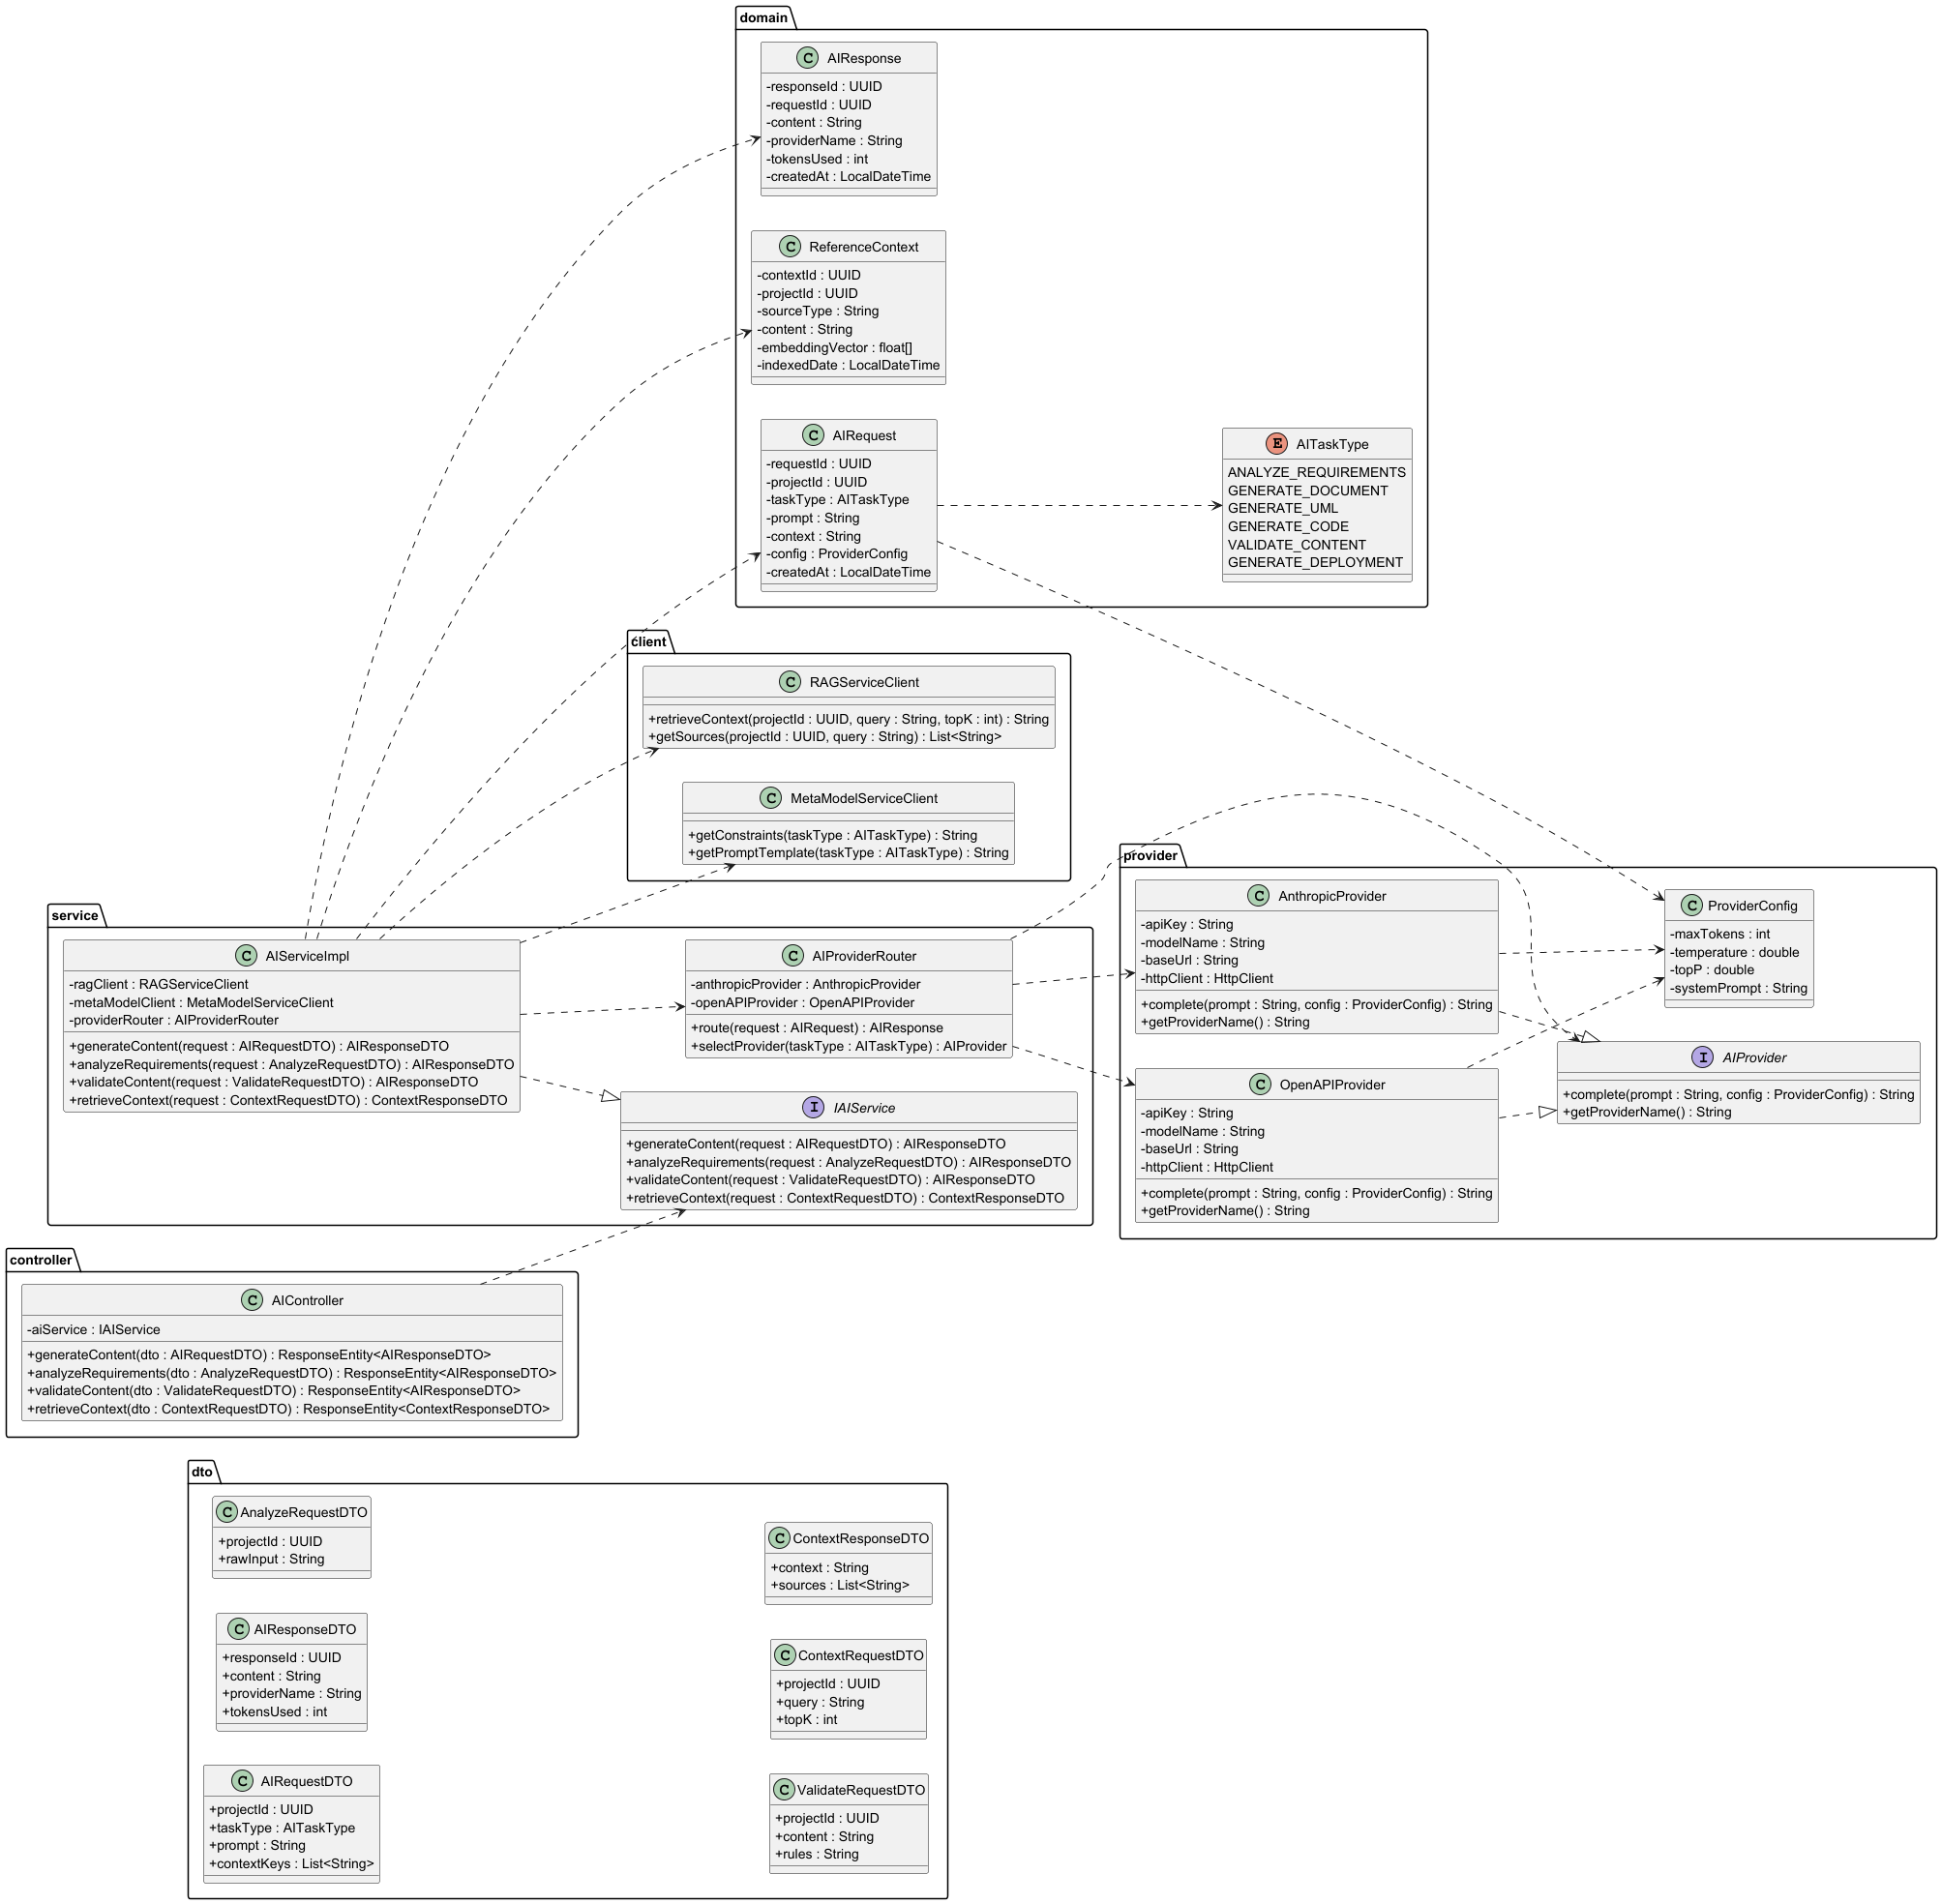 domain
C AIResponse
-responseId : UUID
-requestId : UUID
-content : String
-providerName : String
-tokensUsed : int
-createdAt : LocalDateTime
C ReferenceContext
-contextId : UUID
-projectId : UUID
-sourceType : String
-content : String
-embeddingVector : float[]
-indexedDate : LocalDateTime
C AIRequest
-requestId : UUID
-projectId : UUID
-taskType : AITaskType
-prompt : String
-context : String
-config : ProviderConfig
-createdAt : LocalDateTime
E AITaskType
ANALYZE_REQUIREMENTS
GENERATE_DOCUMENT
GENERATE_UML
GENERATE_CODE
VALIDATE_CONTENT
GENERATE_DEPLOYMENT
client
C RAGServiceClient
+retrieveContext(projectId : UUID, query : String, topK : int) : String
+getSources(projectId : UUID, query : String) : List<String>
C MetaModelServiceClient
+getConstraints(taskType : AITaskType) : String
+getPromptTemplate(taskType : AITaskType) : String
provider
C AnthropicProvider
-apiKey : String
-modelName : String
-baseUrl : String
-httpClient : HttpClient
+complete(prompt : String, config : ProviderConfig) : String
+getProviderName() : String
C ProviderConfig
-maxTokens : int
-temperature : double
-topP : double
-systemPrompt : String
C OpenAPIProvider
-apiKey : String
-modelName : String
-baseUrl : String
-httpClient : HttpClient
+complete(prompt : String, config : ProviderConfig) : String
+getProviderName() : String
I AIProvider
+complete(prompt : String, config : ProviderConfig) : String
+getProviderName() : String
service
C AIServiceImpl
-ragClient : RAGServiceClient
-metaModelClient : MetaModelServiceClient
-providerRouter : AIProviderRouter
+generateContent(request : AIRequestDTO) : AIResponseDTO
+analyzeRequirements(request : AnalyzeRequestDTO) : AIResponseDTO
+validateContent(request : ValidateRequestDTO) : AIResponseDTO
+retrieveContext(request : ContextRequestDTO) : ContextResponseDTO
C AIProviderRouter
-anthropicProvider : AnthropicProvider
-openAPIProvider : OpenAPIProvider
+route(request : AIRequest) : AIResponse
+selectProvider(taskType : AITaskType) : AIProvider
I IAIService
+generateContent(request : AIRequestDTO) : AIResponseDTO
+analyzeRequirements(request : AnalyzeRequestDTO) : AIResponseDTO
+validateContent(request : ValidateRequestDTO) : AIResponseDTO
+retrieveContext(request : ContextRequestDTO) : ContextResponseDTO
controller
C AIController
-aiService : IAIService
+generateContent(dto : AIRequestDTO) : ResponseEntity<AIResponseDTO>
+analyzeRequirements(dto : AnalyzeRequestDTO) : ResponseEntity<AIResponseDTO>
+validateContent(dto : ValidateRequestDTO) : ResponseEntity<AIResponseDTO>
+retrieveContext(dto : ContextRequestDTO) : ResponseEntity<ContextResponseDTO>
dto
C AnalyzeRequestDTO
+projectId : UUID
+rawInput : String
C AIResponseDTO
+responseId : UUID
+content : String
+providerName : String
+tokensUsed : int
C AIRequestDTO
+projectId : UUID
+taskType : AITaskType
+prompt : String
+contextKeys : List<String>
C ContextResponseDTO
+context : String
+sources : List<String>
C ContextRequestDTO
+projectId : UUID
+query : String
+topK : int
C ValidateRequestDTO
+projectId : UUID
+content : String
+rules : String